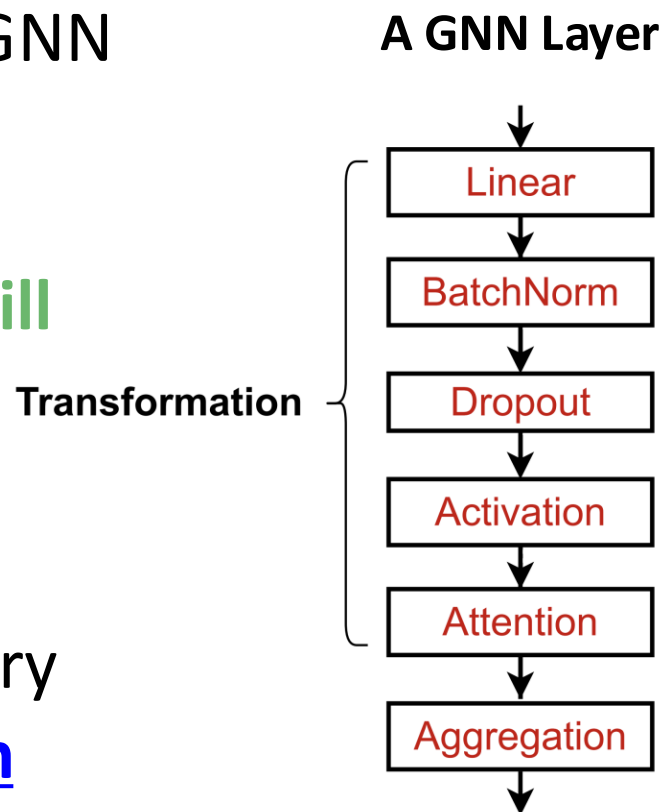 GNN
A GNN Layer
Linear
BatchNorm
ill
Transformation
Dropout
Activation
Attention
ry
Aggregation
n